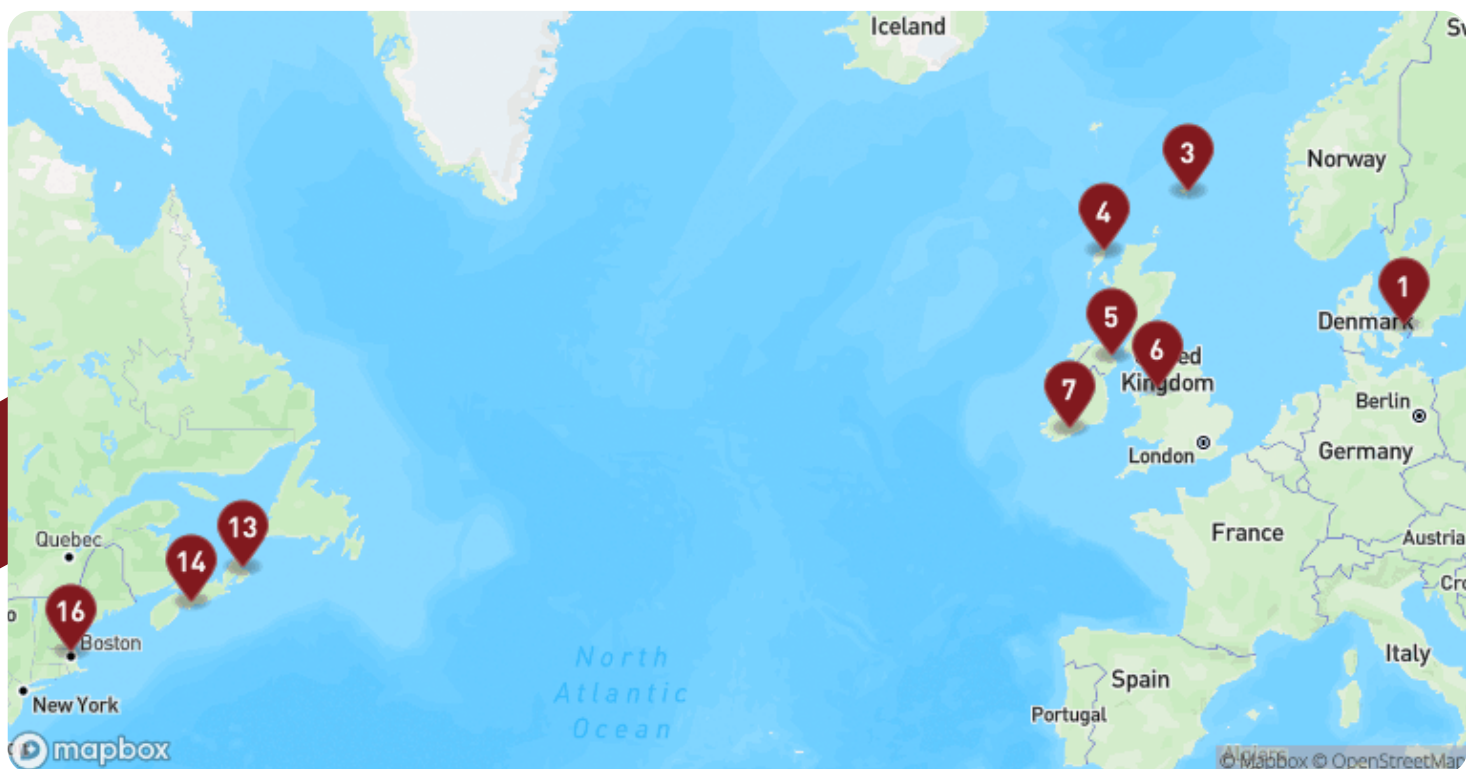 Iceland
3
Norway
4
1
Denmark
5
6
Kingdom
7
Berlin
London
Germany
France
Austria
Quebec
13
14
16
Boston
New York
North
Atlantic
Ocean
Spain
Italy
Portugal
mapbox
© Mapbox © OpenStreetMap